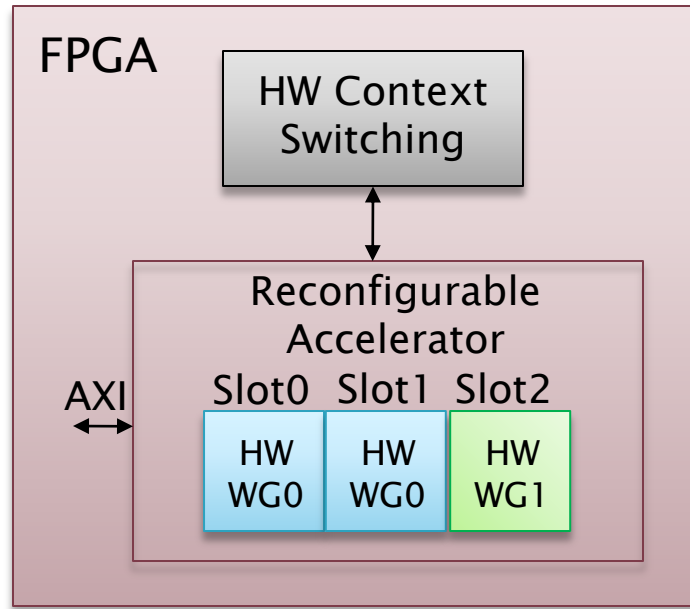 FPGA
HW Context
Switching
Reconfigurable
Accelerator
AXI
Slot0 Slot1 Slot2
HW HW HW
WG0 WG0 WG1